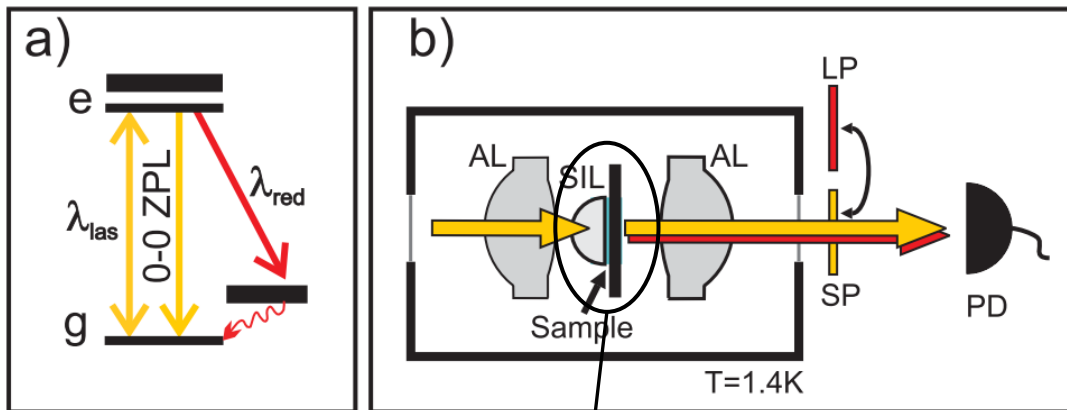 a)
e
λlas
0-0 ZPL
λred
g
b)
LP
AL
SIL
AL
Sample
SP
PD
T=1.4K